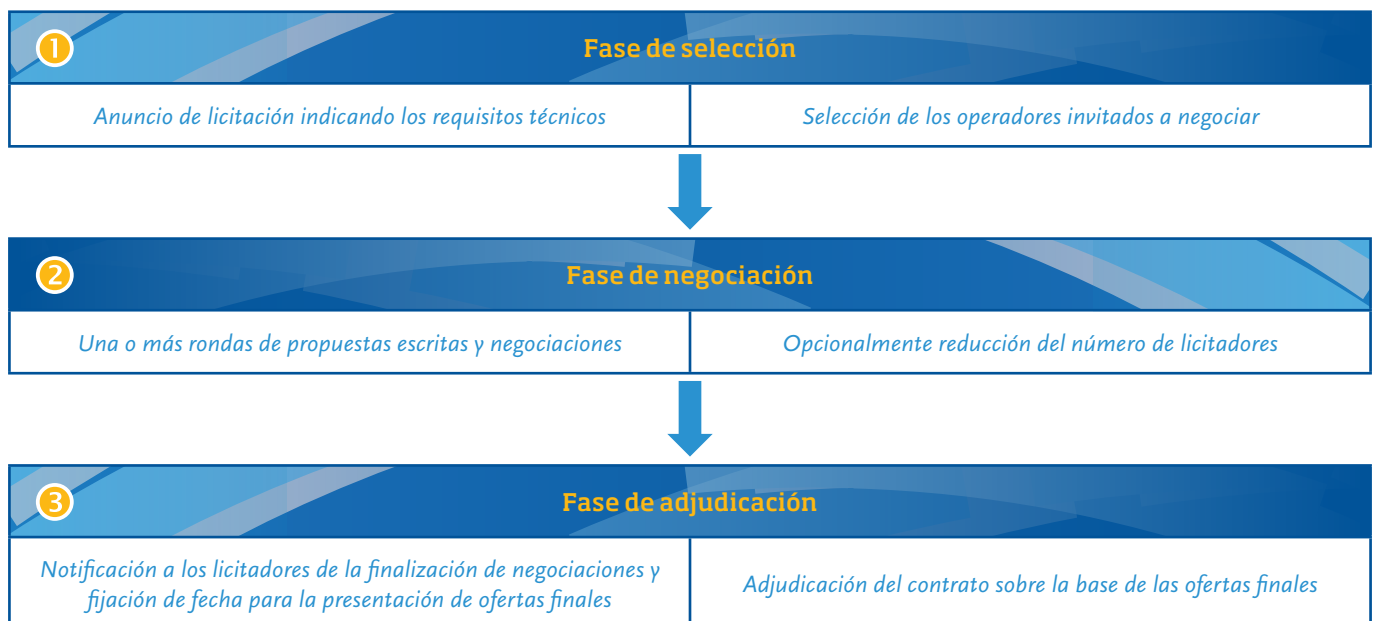 1
Fase de selección
Anuncio de licitación indicando los requisitos técnicos
Selección de los operadores invitados a negociar
2
Fase de negociación
Una o más rondas de propuestas escritas y negociaciones
Opcionalmente reducción del número de licitadores
3
Fase de adjudicación
Notificación a los licitadores de la finalización de negociaciones y
fijación de fecha para la presentación de ofertas finales
Adjudicación del contrato sobre la base de las ofertas finales